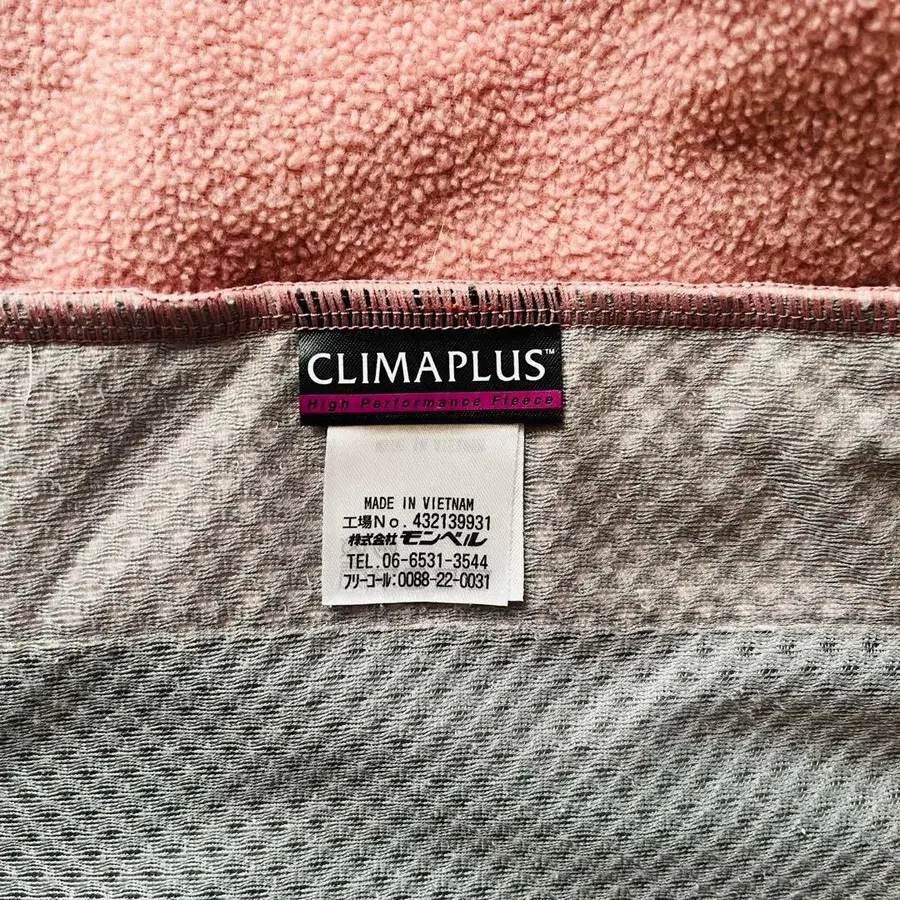 CLIMAPLUS™
High Performance Fleece
MADE IN VIETNAM
工場No. 432139931
株式会社 モンベル
TEL.06-6531-3544
フリーコール:0088-22-0031